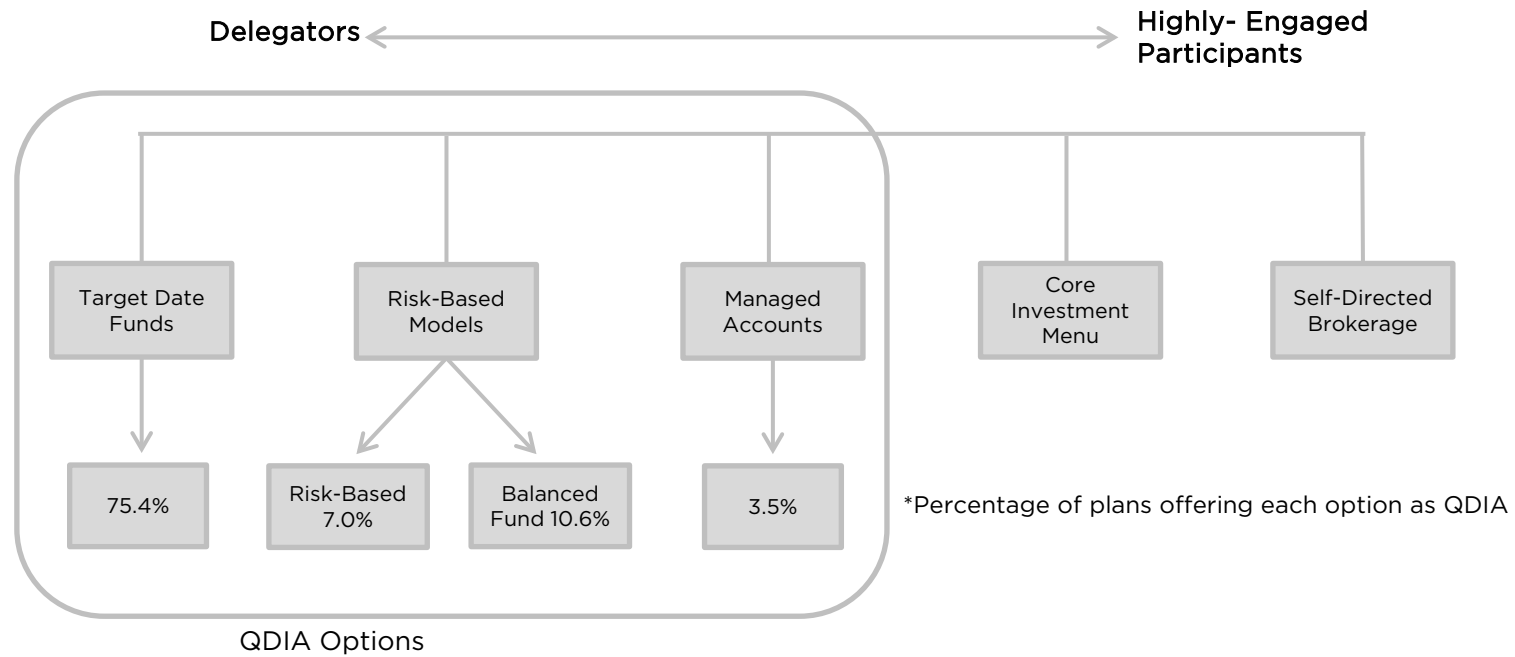 Delegators
Highly- Engaged
Participants
Target Date
Funds
Risk-Based
Models
Managed
Accounts
Core
Investment
Menu
Self-Directed
Brokerage
75.4%
Risk-Based
7.0%
Balanced
Fund 10.6%
3.5%
*Percentage of plans offering each option as QDIA
QDIA Options